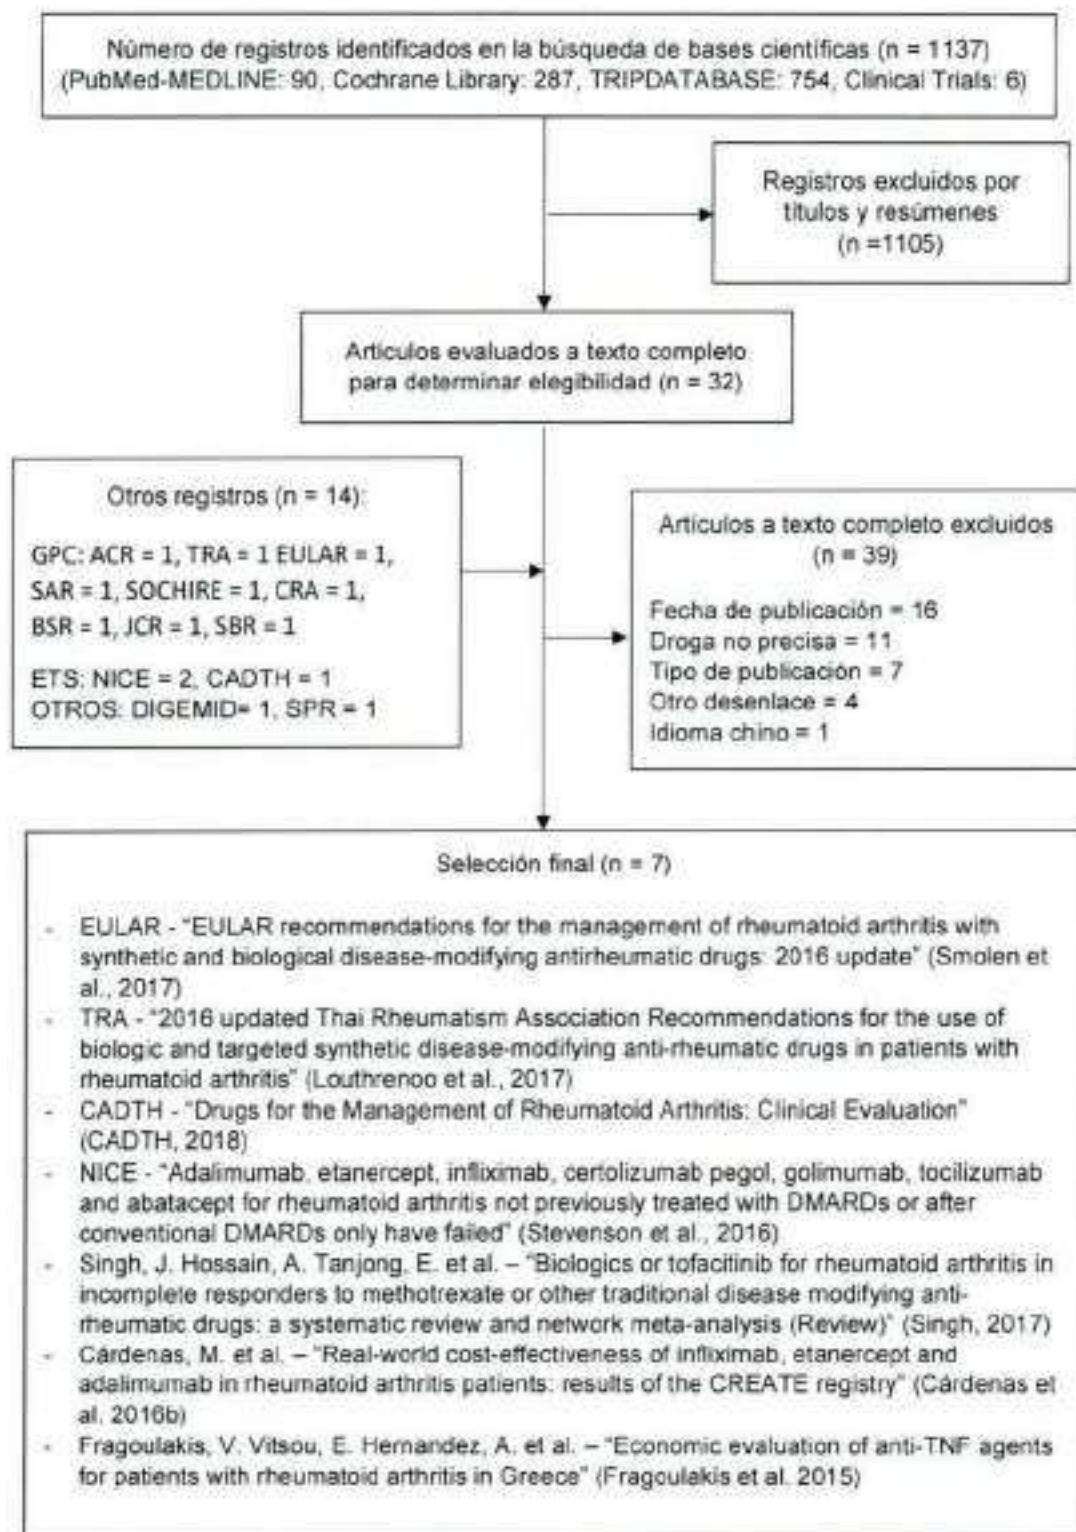 Número de registros identificados en la búsqueda de bases científicas (n = 1137)
(PubMed-MEDLINE: 90, Cochrane Library: 287, TRIPDATABASE: 754, Clinical Trials: 6)
Registros excluidos por
títulos y resúmenes
(n =1105)
Artículos evaluados a texto completo
para determinar elegibilidad (n = 32)
Otros registros (n = 14):
GPC: ACR = 1, TRA = 1 EULAR = 1,
SAR = 1, SOCHIRE = 1, CRA = 1,
BSR = 1, JCR = 1, SBR = 1
ETS: NICE = 2, CADTH = 1
OTROS: DIGEMID= 1, SPR = 1
Artículos a texto completo excluidos
(n = 39)
Fecha de publicación = 16
Droga no precisa = 11
Tipo de publicación = 7
Otro desenlace = 4
Idioma chino = 1
Selección final (n = 7)
- EULAR - "EULAR recommendations for the management of rheumatoid arthritis with
synthetic and biological disease-modifying antirheumatic drugs: 2016 update" (Smolen et
al., 2017)
- TRA - "2016 updated Thai Rheumatism Association Recommendations for the use of
biologic and targeted synthetic disease-modifying anti-rheumatic drugs in patients with
rheumatoid arthritis" (Louthrenoo et al., 2017)
- CADTH - "Drugs for the Management of Rheumatoid Arthritis: Clinical Evaluation"
(CADTH, 2018)
- NICE - "Adalimumab, etanercept, infliximab, certolizumab pegol, golimumab, tocilizumab
and abatacept for rheumatoid arthritis not previously treated with DMARDs or after
conventional DMARDs only have failed" (Stevenson et al., 2016)
- Singh, J. Hossain, A. Tanjong, E. et al. – "Biologics or tofacitinib for rheumatoid arthritis in
incomplete responders to methotrexate or other traditional disease modifying anti-
rheumatic drugs: a systematic review and network meta-analysis (Review)" (Singh, 2017)
- Cárdenas, M. et al. – "Real-world cost-effectiveness of infliximab, etanercept and
adalimumab in rheumatoid arthritis patients: results of the CREATE registry" (Cárdenas et
al. 2016b)
- Fragoulakis, V. Vitsou, E. Hernandez, A. et al. – "Economic evaluation of anti-TNF agents
for patients with rheumatoid arthritis in Greece" (Fragoulakis et al. 2015)